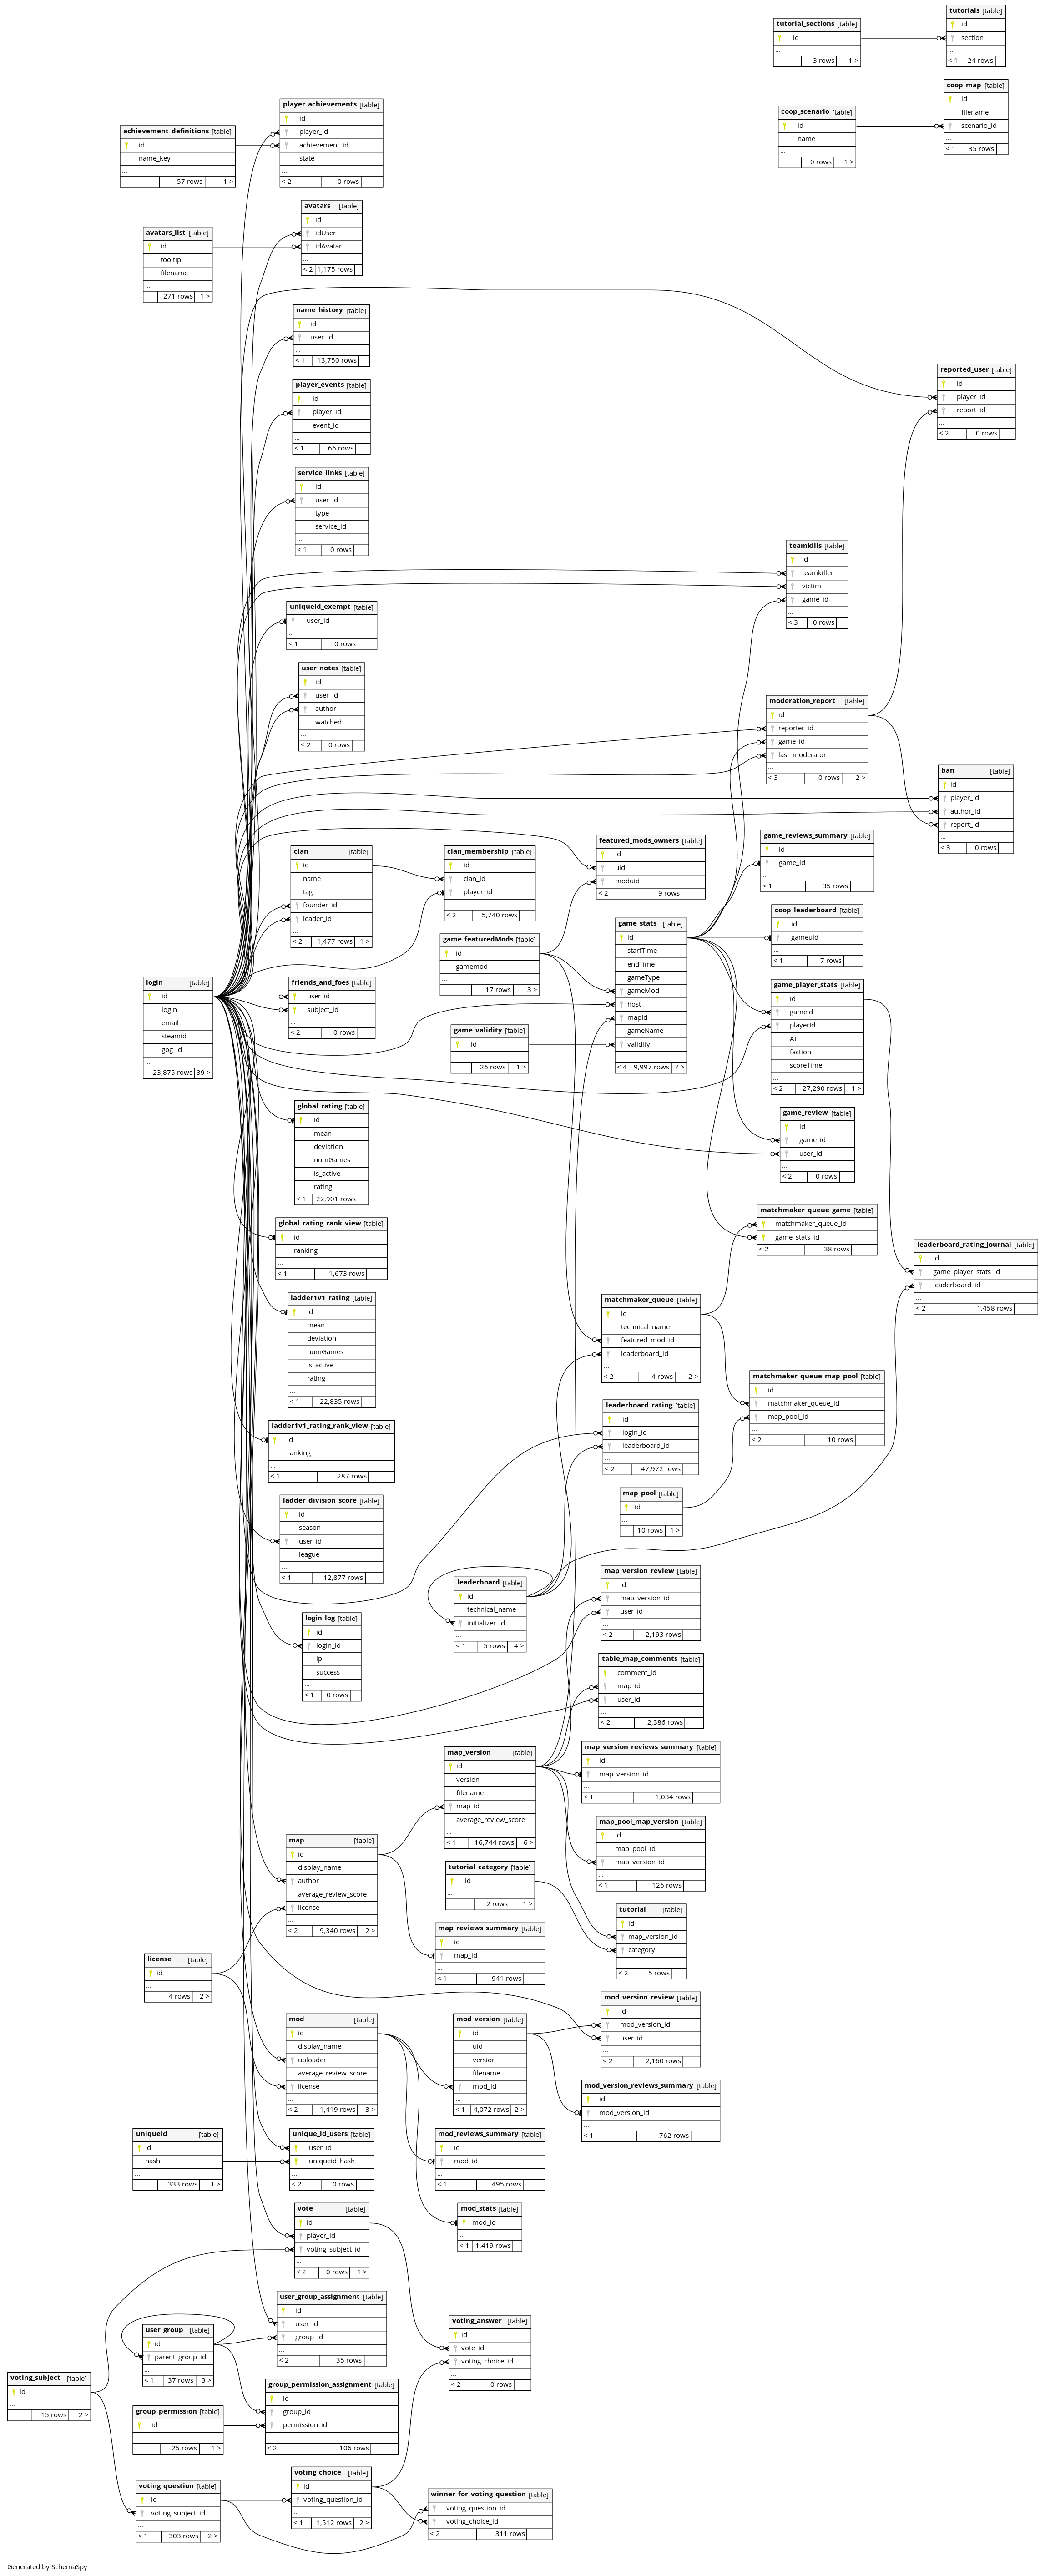 tutorials [table]
id
section
...
< 1 24 rows
tutorial_sections [table]
id
...
3 rows 1 >
coop_map [table]
id
filename
scenario_id
...
< 1 35 rows
coop_scenario [table]
id
name
...
0 rows 1 >
player_achievements [table]
id
player_id
achievement_id
state
...
< 2 0 rows
achievement_definitions [table]
id
name_key
...
57 rows 1 >
avatars [table]
id
idUser
idAvatar
...
< 2 1,175 rows
avatars_list [table]
id
tooltip
filename
...
271 rows 1 >
name_history [table]
id
user_id
...
< 1 13,750 rows
player_events [table]
id
player_id
event_id
...
< 1 66 rows
reported_user [table]
id
player_id
report_id
...
< 2 0 rows
service_links [table]
id
user_id
type
service_id
...
< 1 0 rows
teamkills [table]
id
teamkiller
victim
game_id
...
< 3 0 rows
uniqueid_exempt [table]
user_id
...
< 1 0 rows
user_notes [table]
id
user_id
author
watched
...
< 2 0 rows
moderation_report [table]
id
reporter_id
game_id
last_moderator
...
< 3 0 rows 2 >
ban [table]
id
player_id
author_id
report_id
...
< 3 0 rows
game_reviews_summary [table]
id
game_id
...
< 1 35 rows
clan [table]
id
name
tag
founder_id
leader_id
...
< 2 1,477 rows 1 >
clan_membership [table]
id
clan_id
player_id
...
< 2 5,740 rows
featured_mods_owners [table]
id
uid
moduid
...
< 2 9 rows
coop_leaderboard [table]
id
gameuid
...
< 1 7 rows
game_stats [table]
id
startTime
endTime
gameType
gameMod
host
mapId
gameName
validity
...
< 4 9,997 rows 7 >
game_featuredMods [table]
id
gamemod
...
17 rows 3 >
login [table]
id
login
email
steamid
gog_id
...
23,875 rows 39 >
friends_and_foes [table]
user_id
subject_id
...
< 2 0 rows
game_player_stats [table]
id
gameId
playerId
AI
faction
scoreTime
...
< 2 27,290 rows 1 >
game_validity [table]
id
...
26 rows 1 >
global_rating [table]
id
mean
deviation
numGames
is_active
rating
< 1 22,901 rows
game_review [table]
id
game_id
user_id
...
< 2 0 rows
matchmaker_queue_game [table]
matchmaker_queue_id
game_stats_id
< 2 38 rows
global_rating_rank_view [table]
id
ranking
...
< 1 1,673 rows
leaderboard_rating_journal [table]
id
game_player_stats_id
leaderboard_id
...
< 2 1,458 rows
ladder1v1_rating [table]
id
mean
deviation
numGames
is_active
rating
...
< 1 22,835 rows
matchmaker_queue [table]
id
technical_name
featured_mod_id
leaderboard_id
...
< 2 4 rows 2 >
matchmaker_queue_map_pool [table]
id
matchmaker_queue_id
map_pool_id
...
< 2 10 rows
leaderboard_rating [table]
id
login_id
leaderboard_id
...
< 2 47,972 rows
ladder1v1_rating_rank_view [table]
id
ranking
...
< 1 287 rows
map_pool [table]
id
...
10 rows 1 >
ladder_division_score [table]
id
season
user_id
league
...
< 1 12,877 rows
leaderboard [table]
id
technical_name
initializer_id
...
< 1 5 rows 4 >
map_version_review [table]
id
map_version_id
user_id
...
< 2 2,193 rows
login_log [table]
id
login_id
ip
success
...
< 1 0 rows
table_map_comments [table]
comment_id
map_id
user_id
...
< 2 2,386 rows
map_version [table]
id
version
filename
map_id
average_review_score
...
< 1 16,744 rows 6 >
map_version_reviews_summary [table]
id
map_version_id
...
< 1 1,034 rows
map_pool_map_version [table]
id
map_pool_id
map_version_id
...
< 1 126 rows
map [table]
id
display_name
author
average_review_score
license
...
< 2 9,340 rows 2 >
tutorial_category [table]
id
...
2 rows 1 >
tutorial [table]
id
map_version_id
category
...
< 2 5 rows
map_reviews_summary [table]
id
map_id
...
< 1 941 rows
license [table]
id
...
4 rows 2 >
mod_version_review [table]
id
mod_version_id
user_id
...
< 2 2,160 rows
mod [table]
id
display_name
uploader
average_review_score
license
...
< 2 1,419 rows 3 >
mod_version [table]
id
uid
version
filename
mod_id
...
< 1 4,072 rows 2 >
mod_version_reviews_summary [table]
id
mod_version_id
...
< 1 762 rows
uniqueid [table]
id
hash
...
333 rows 1 >
unique_id_users [table]
user_id
uniqueid_hash
...
< 2 0 rows
mod_reviews_summary [table]
id
mod_id
...
< 1 495 rows
vote [table]
id
player_id
voting_subject_id
...
< 2 0 rows 1 >
mod_stats [table]
mod_id
...
< 1 1,419 rows
user_group_assignment [table]
id
user_id
group_id
...
< 2 35 rows
user_group [table]
id
parent_group_id
...
< 1 37 rows 3 >
voting_answer [table]
id
vote_id
voting_choice_id
...
< 2 0 rows
voting_subject [table]
id
...
15 rows 2 >
group_permission_assignment [table]
id
group_id
permission_id
...
< 2 106 rows
group_permission [table]
id
...
25 rows 1 >
voting_question [table]
id
voting_subject_id
...
< 1 303 rows 2 >
voting_choice [table]
id
voting_question_id
...
< 1 1,512 rows 2 >
winner_for_voting_question [table]
voting_question_id
voting_choice_id
< 2 311 rows
Generated by SchemaSpy